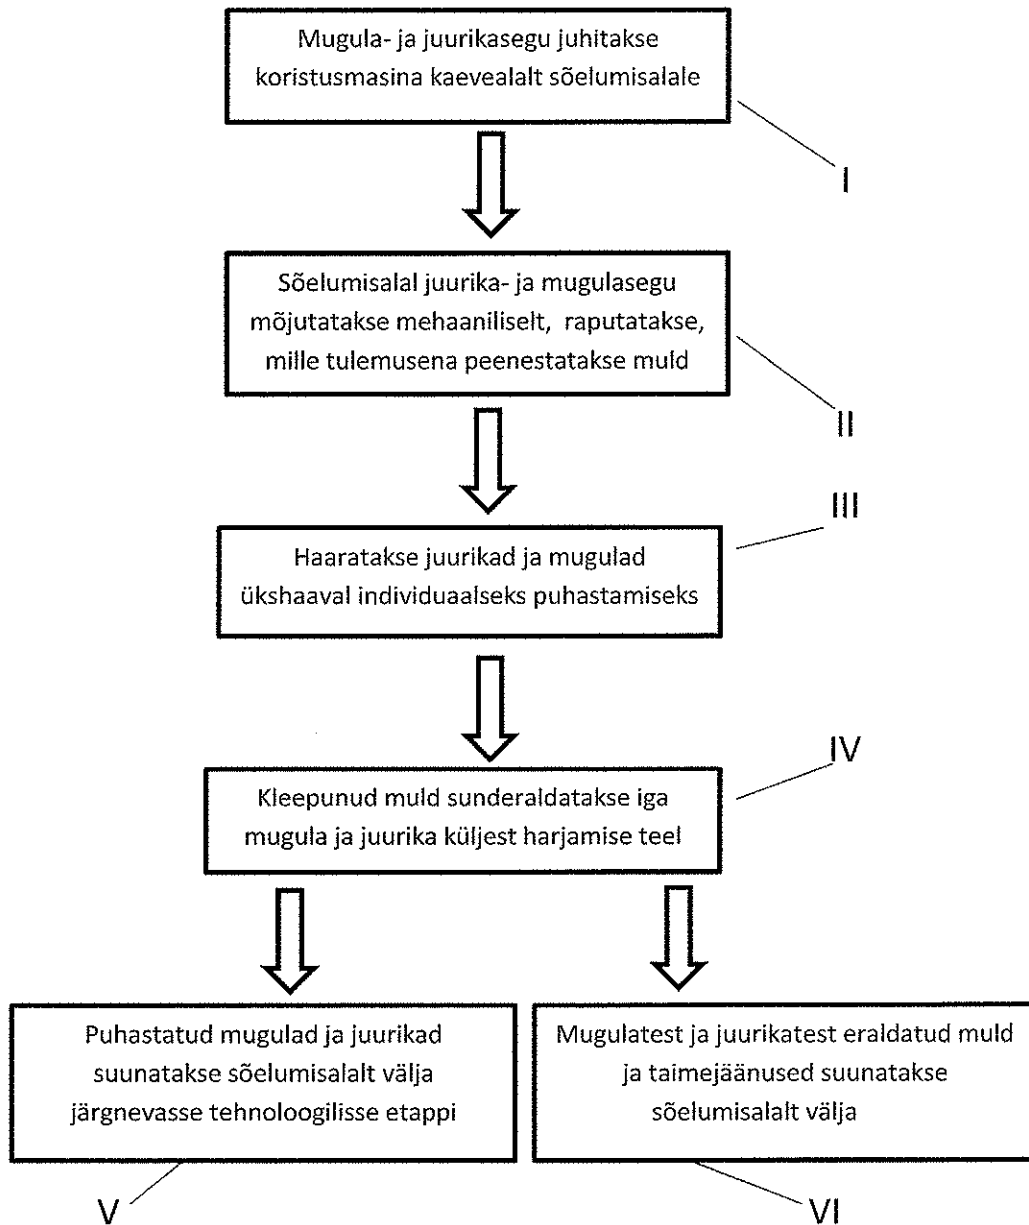 Mugula- ja juurikasegu juhitakse
koristusmasina kaevealalt sõelumisalale
I
Sõelumisalal juurika- ja mugulasegu
mõjutatakse mehaaniliselt, raputatakse,
mille tulemusena peenestatakse muld
II
III
Haaratakse juurikad ja mugulad
ükshaaval individuaalseks puhastamiseks
IV
Kleepunud muld sunderaldatakse iga
mugula ja juurika küljest harjamise teel
Puhastatud mugulad ja juurikad
suunatakse sõelumisalalt välja
järgnevasse tehnoloogilisse etappi
V
Mugulatest ja juurikatest eraldatud muld
ja taimejäänused suunatakse
sõelumisalalt välja
VI